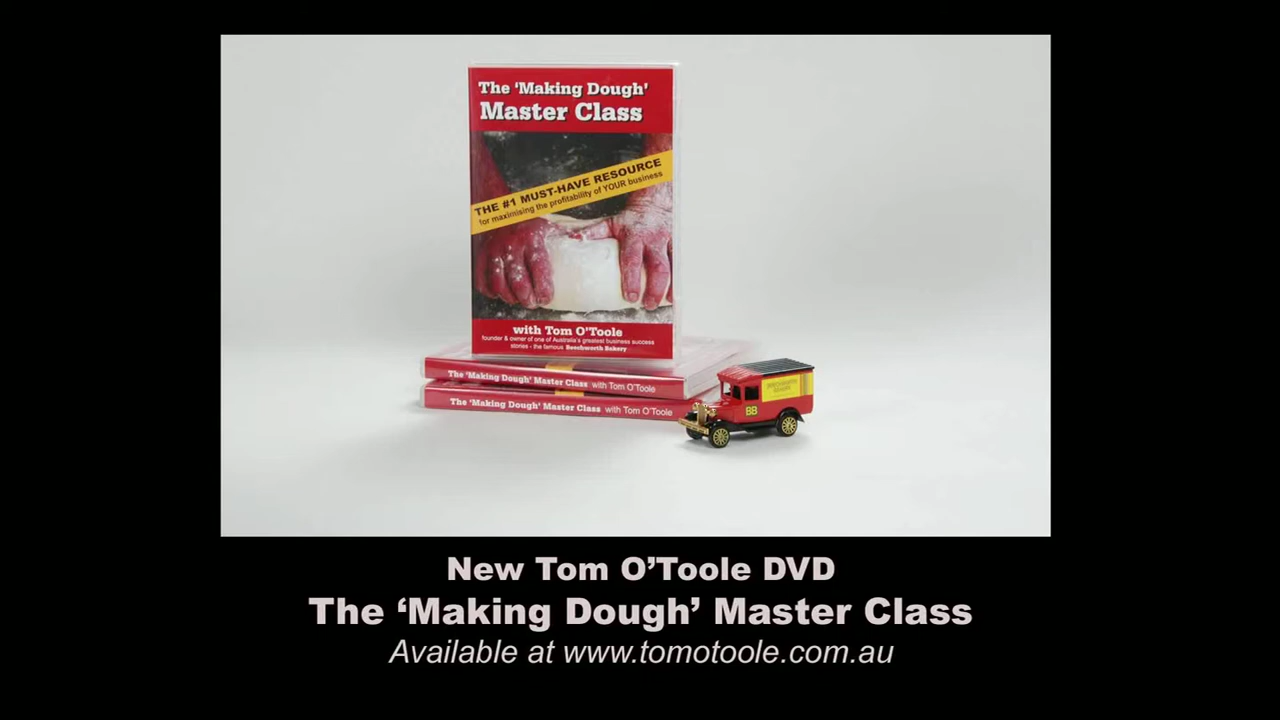 The ‘Making Dough’
Master Class
THE #1 MUST-HAVE RESOURCE
for maximising the profitability of YOUR business
with Tom O’Toole
founder & owner of one of Australia's greatest business success
stories - the famous Beechworth Bakery
The ‘Making Dough’ Master Class with Tom O’Toole
The ‘Making Dough’ Master Class with Tom O’Toole
BEECHWORTH
BAKERY
BB
New Tom O’Toole DVD
The ‘Making Dough’ Master Class
Available at www.tomotoole.com.au